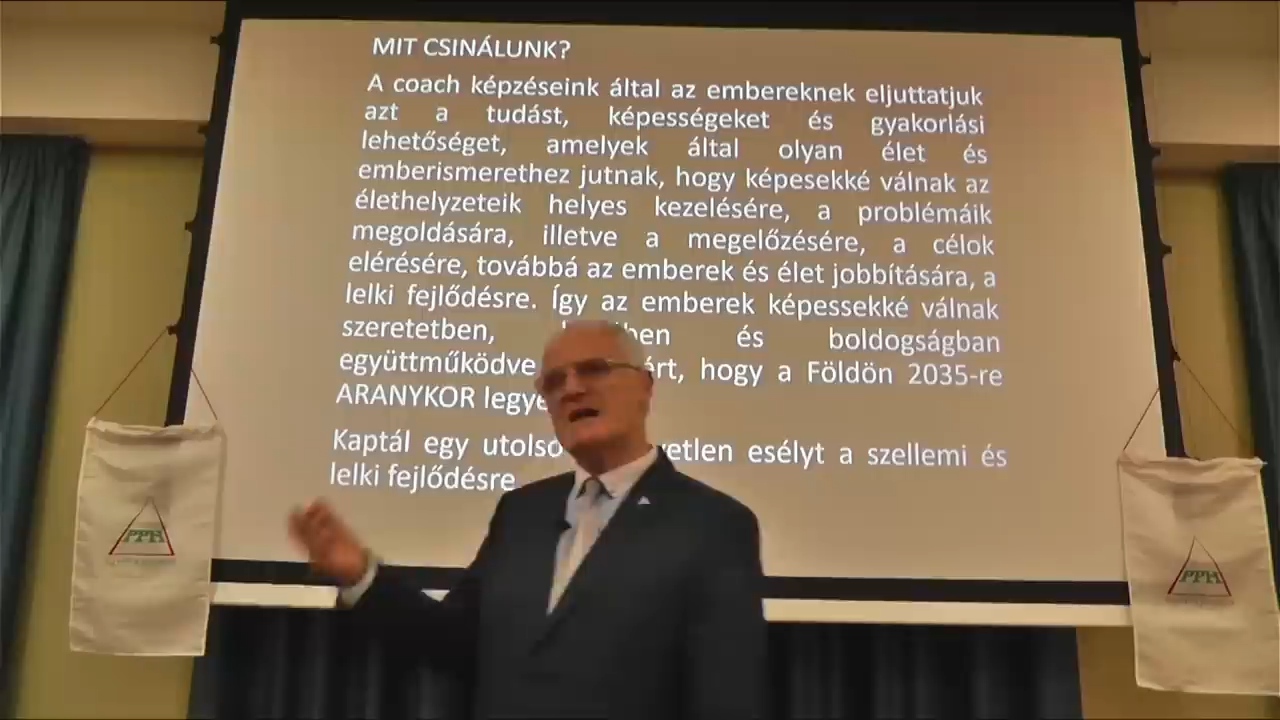 MIT CSINÁLUNK?
A coach képzéseink által az embereknek eljuttatjuk
azt a tudást, képességeket és gyakorlási
lehetőséget, amelyek által olyan élet és
emberismerethez jutnak, hogy képesekké válnak az
élethelyzeteik helyes kezelésére, a problémáik
megoldására, illetve a megelőzésére, a célok
elérésére, továbbá az emberek és élet jobbítására, a
lelki fejlődésre. Így az emberek képessekké válnak
szeretetben, és boldogságban
együttműködve hogy a Földön 2035-re
ARANYKOR
Kaptál egy esélyt a szellemi és
lelki fejlődésre
PPH
PPH